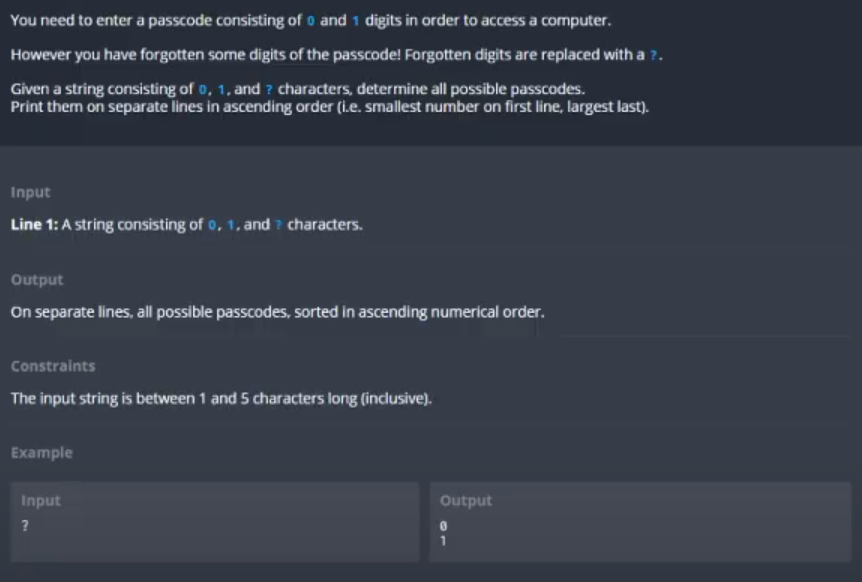 You need to enter a passcode consisting of 0 and 1 digits in order to access a computer.
However you have forgotten some digits of the passcode! Forgotten digits are replaced with a ?.
Given a string consisting of 0, 1, and ? characters, determine all possible passcodes.
Print them on separate lines in ascending order (i.e. smallest number on first line, largest last).
Input
Line 1: A string consisting of 0, 1, and ? characters.
Output
On separate lines, all possible passcodes, sorted in ascending numerical order.
Constraints
The input string is between 1 and 5 characters long (inclusive).
Example
Input
?
Output
0
1